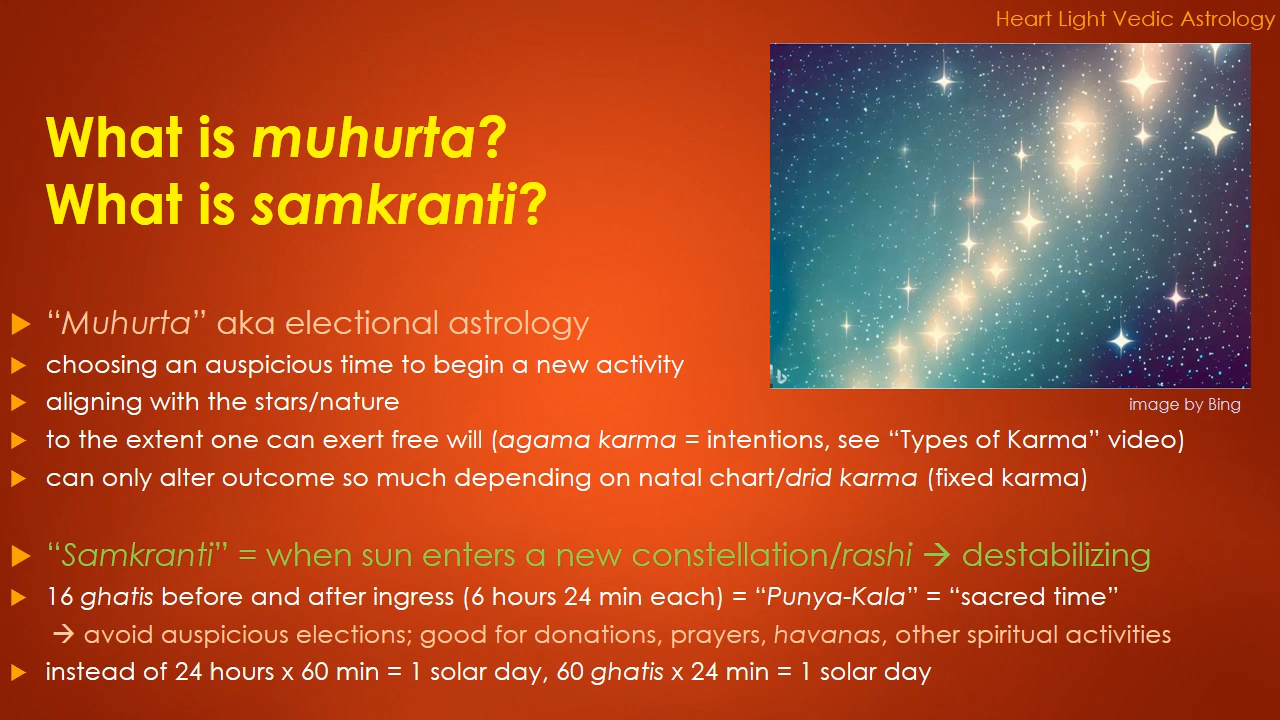 Heart Light Vedic Astrology
What is muhurta?
What is samkranti?
“Muhurta” aka electional astrology
choosing an auspicious time to begin a new activity
aligning with the stars/nature
image by Bing
to the extent one can exert free will (agama karma = intentions, see “Types of Karma” video)
can only alter outcome so much depending on natal chart/drid karma (fixed karma)
“Samkranti” = when sun enters a new constellation/rashi → destabilizing
16 ghatis before and after ingress (6 hours 24 min each) = “Punya-Kala” = “sacred time”
→ avoid auspicious elections; good for donations, prayers, havanas, other spiritual activities
instead of 24 hours x 60 min = 1 solar day, 60 ghatis x 24 min = 1 solar day